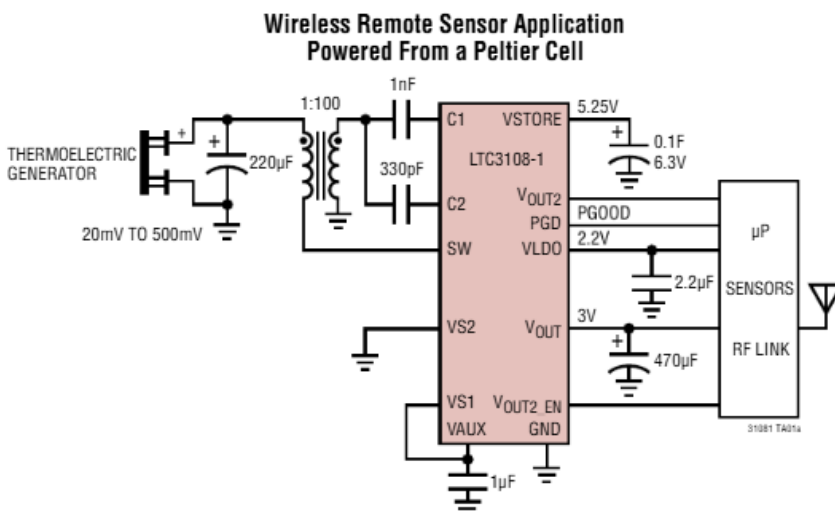 Wireless Remote Sensor Application
Powered From a Peltier Cell
THERMOELECTRIC
GENERATOR
20mV TO 500mV
+
+
220µF
1:100
1nF
330pF
C1
C2
SW
VS2
VS1
VAUX
1µF
LTC3108-1
VSTORE
VOUT2
PGD
VLDO
VOUT
VOUT2_EN
GND
5.25V
+
0.1F
6.3V
PGOOD
2.2V
2.2µF
3V
+
470µF
µP
SENSORS
RF LINK
31081 TA01a